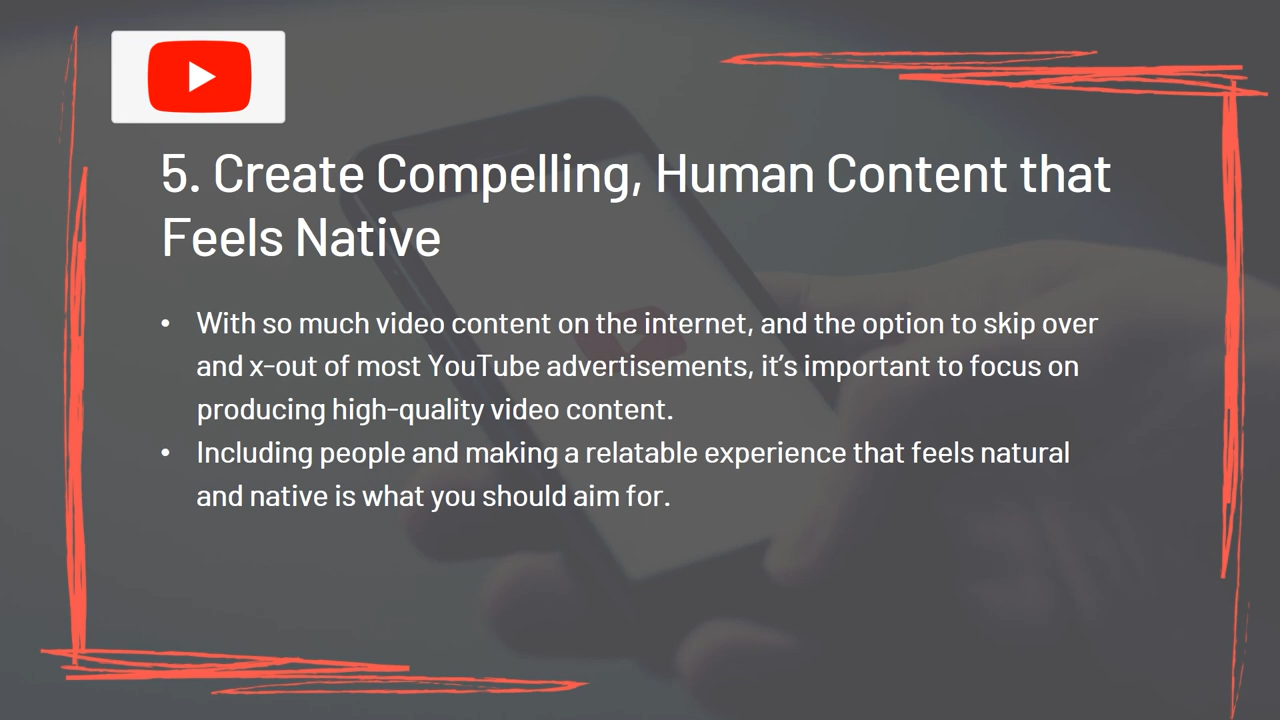 5. Create Compelling, Human Content that
Feels Native
• With so much video content on the internet, and the option to skip over
and x-out of most YouTube advertisements, it’s important to focus on
producing high-quality video content.
• Including people and making a relatable experience that feels natural
and native is what you should aim for.